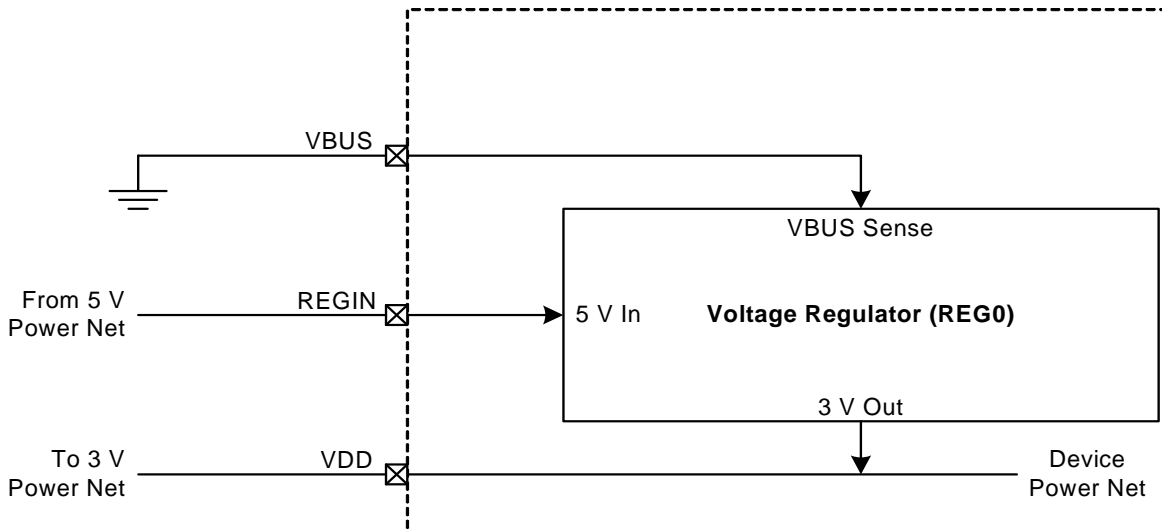 VBUS
VBUS Sense
From 5 V
Power Net
REGIN
5 V In
Voltage Regulator (REG0)
3 V Out
To 3 V
Power Net
VDD
Device
Power Net